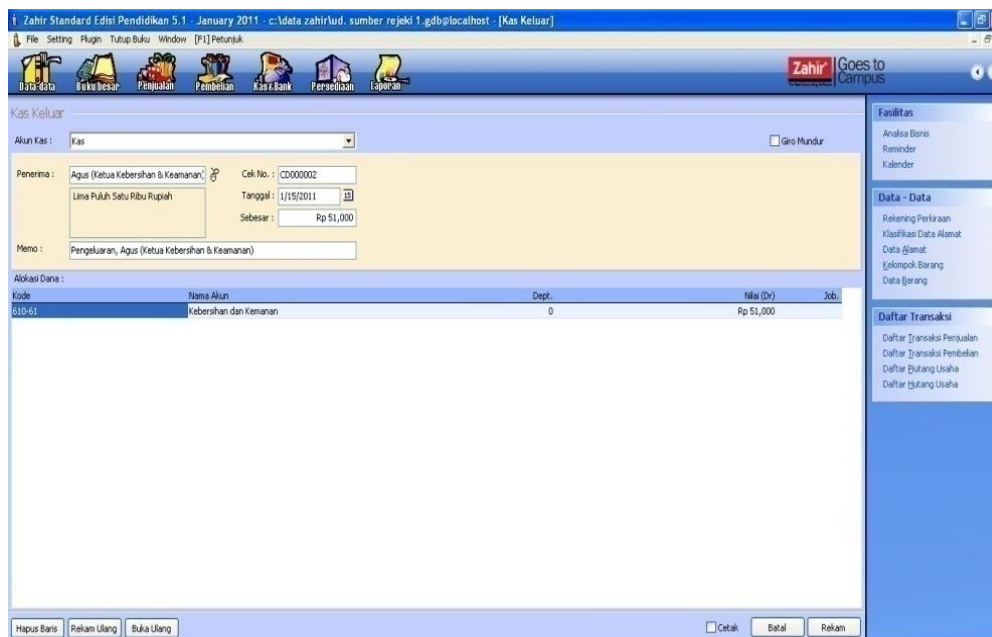 Zahir Standard Edisi Pendidikan 5.1 - January 2011 - c:\data zahir\ud. sumber rejeki 1.gdb@localhost - [Kas Keluar]
File Setting Plugin Tutup Buku Window [F1] Petunjuk
Data-data Buku besar Penjualan Pembelian Kas & Bank Persediaan Laporan
Zahir Goes to Campus
Kas Keluar
Akun Kas : Kas Giro Mundur
Penerima : Agus (Ketua Kebersihan & Keamanan) Cek No. : CD000002
Lima Puluh Satu Ribu Rupiah Tanggal : 1/15/2011 15
Sebesar : Rp 51,000
Memo : Pengeluaran, Agus (Ketua Kebersihan & Keamanan)
Alokasi Dana :
Kode Nama Akun Dept. Nilai (Dr) Job.
610-61 Kebersihan dan Kemanan 0 Rp 51,000
Hapus Baris Rekam Ulang Buka Ulang Cetak Batal Rekam
Fasilitas
Analisa Bisnis
Reminder
Kalender
Data - Data
Rekening Perkiraan
Klasifikasi Data Alamat
Data Alamat
Kelompok Barang
Data Barang
Daftar Transaksi
Daftar Transaksi Penjualan
Daftar Transaksi Pembelian
Daftar Piutang Usaha
Daftar Hutang Usaha